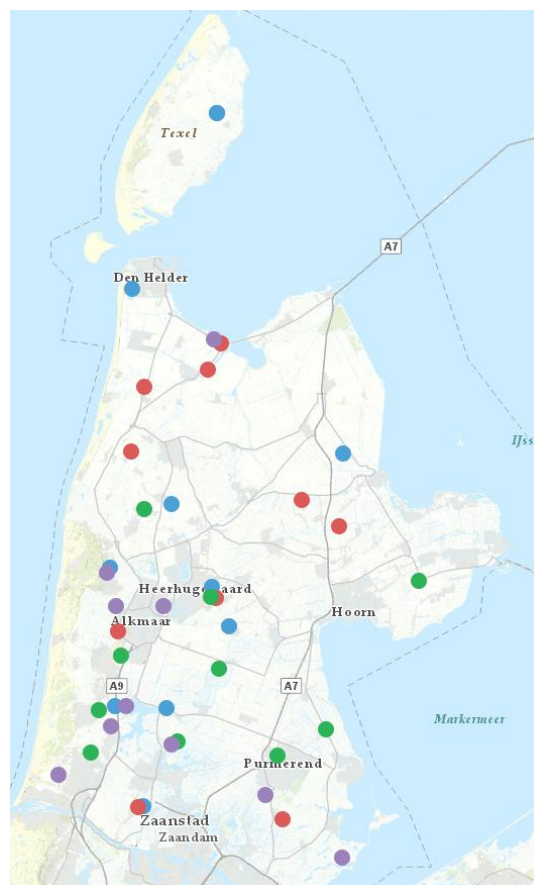 Texel
A7
Den Helder
IJss
Heerhugowaard
Hoorn
Alkmaar
A9
A7
Markermeer
Purmerend
Zaanstad
Zaandam